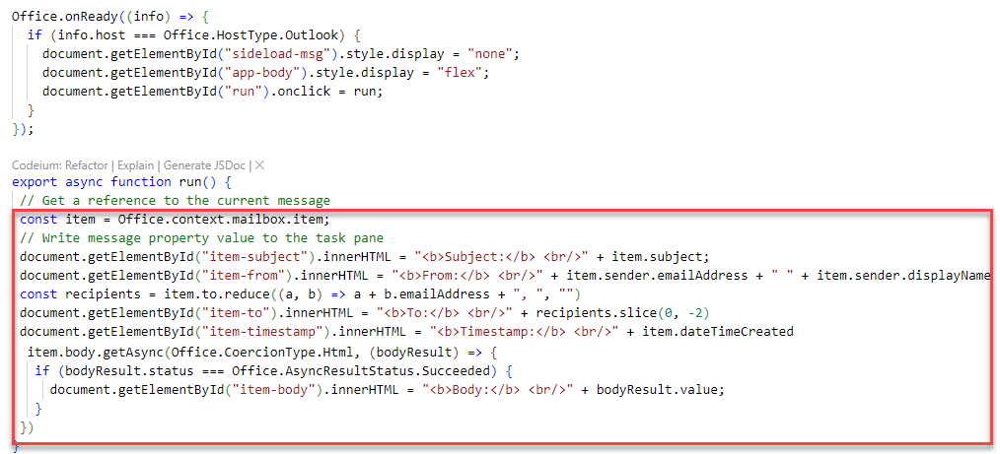 Office.onReady((info) => {
  if (info.host === Office.HostType.Outlook) {
    document.getElementById("sideload-msg").style.display = "none";
    document.getElementById("app-body").style.display = "flex";
    document.getElementById("run").onclick = run;
  }
});
Codeium: Refactor | Explain | Generate JSDoc | X
export async function run() {
 // Get a reference to the current message
 const item = Office.context.mailbox.item;
 // Write message property value to the task pane
 document.getElementById("item-subject").innerHTML = "<b>Subject:</b> <br/>" + item.subject;
 document.getElementById("item-from").innerHTML = "<b>From:</b> <br/>" + item.sender.emailAddress + " " + item.sender.displayName
 const recipients = item.to.reduce((a, b) => a + b.emailAddress + ", ", "")
 document.getElementById("item-to").innerHTML = "<b>To:</b> <br/>" + recipients.slice(0, -2)
 document.getElementById("item-timestamp").innerHTML = "<b>Timestamp:</b> <br/>" + item.dateTimeCreated
  item.body.getAsync(Office.CoercionType.Html, (bodyResult) => {
   if (bodyResult.status === Office.AsyncResultStatus.Succeeded) {
     document.getElementById("item-body").innerHTML = "<b>Body:</b> <br/>" + bodyResult.value;
   }
 })
}